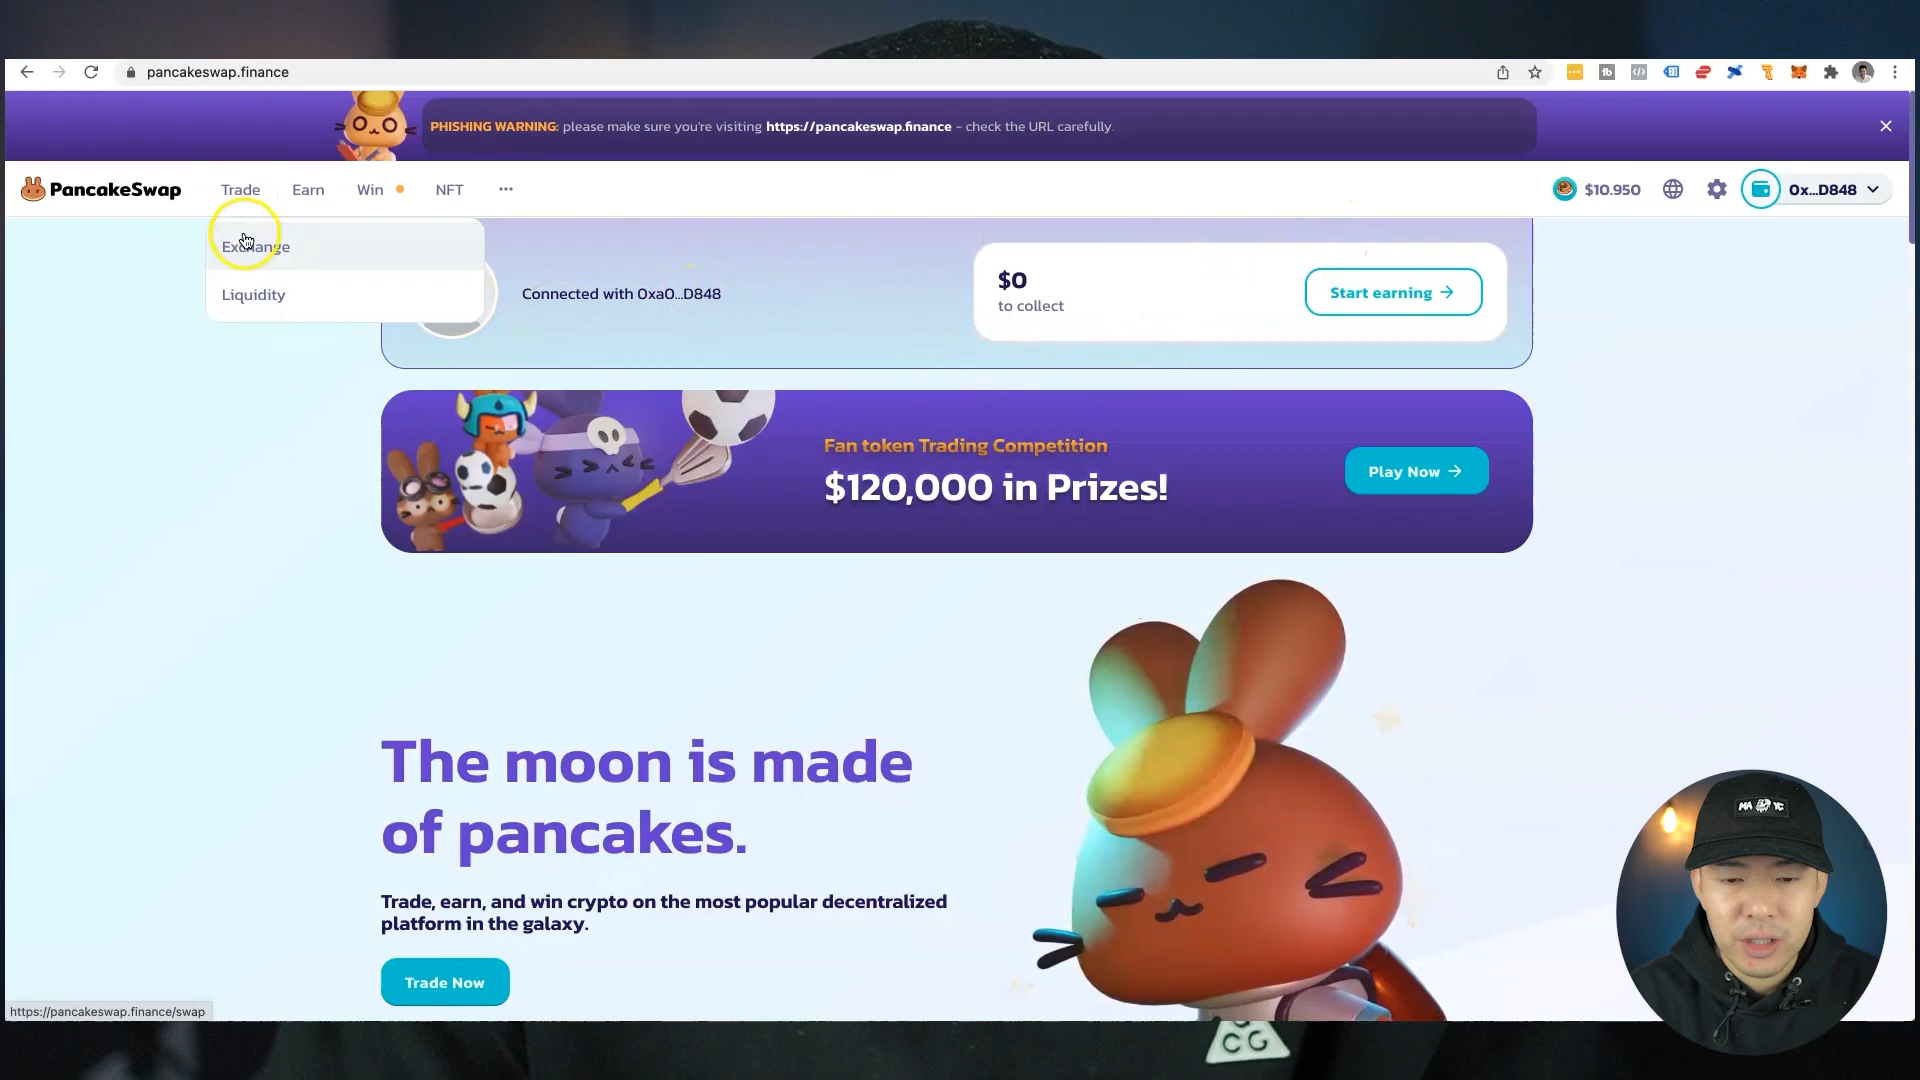 pancakeswap.finance
PHISHING WARNING: please make sure you're visiting https://pancakeswap.finance - check the URL carefully.
PancakeSwap Trade Earn Win NFT ··· $10.950 0x...D848
Exchange
Liquidity
Connected with 0xa0...D848
$0
to collect
Start earning →
Fan token Trading Competition
$120,000 in Prizes!
Play Now →
The moon is made
of pancakes.
Trade, earn, and win crypto on the most popular decentralized
platform in the galaxy.
Trade Now
https://pancakeswap.finance/swap
MA YC
CG